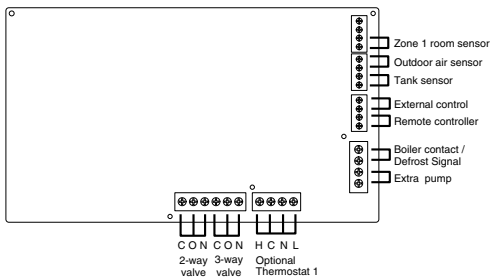 Zone 1 room sensor
Outdoor air sensor
Tank sensor
External control
Remote controller
Boiler contact /
Defrost Signal
Extra pump
C O N C O N H C N L
2-way 3-way Optional
valve valve Thermostat 1